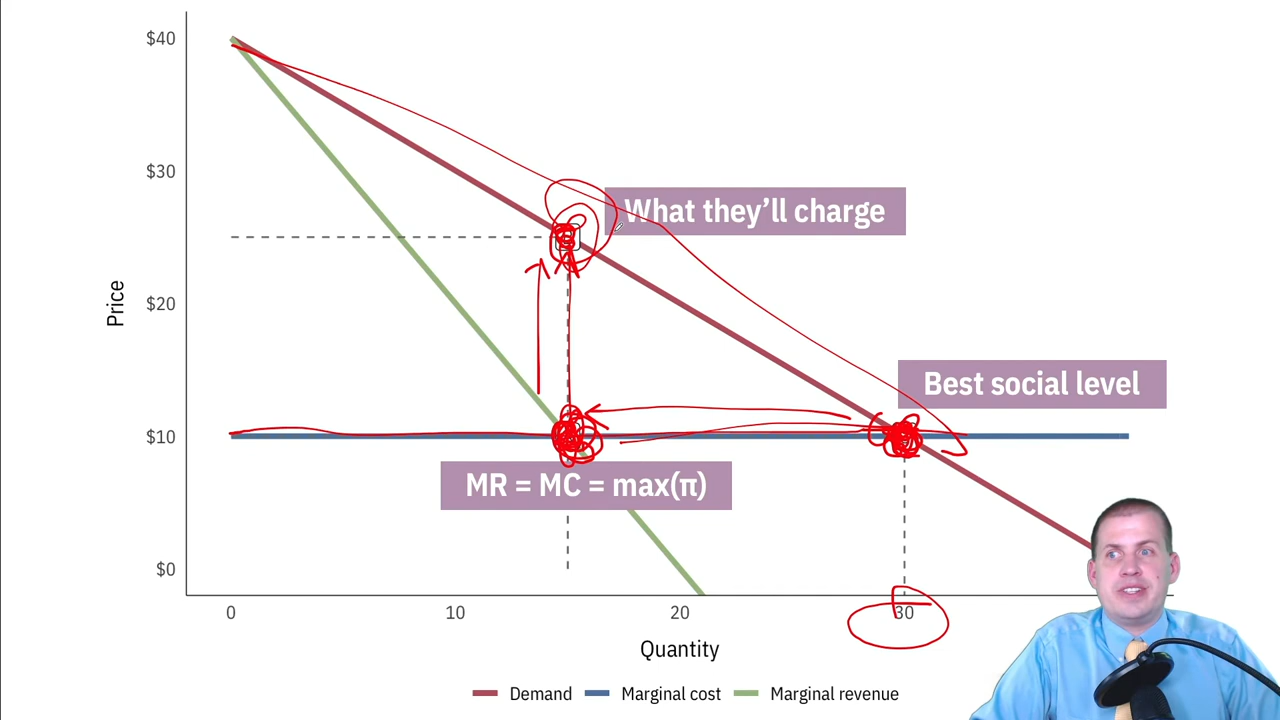 $40
$30
What they'll charge
$20
Price
Best social level
$10
MR = MC = max(π)
$0
0 10 20 30
Quantity
Demand Marginal cost Marginal revenue